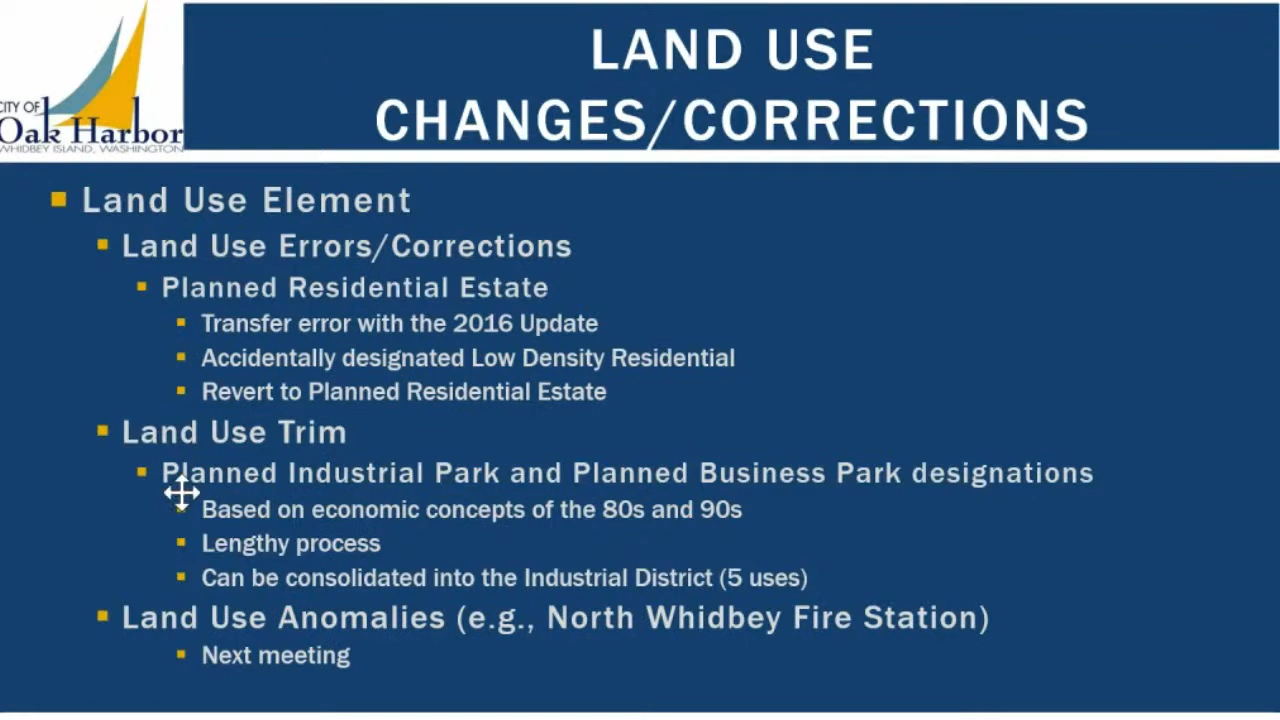 CITY OF
Oak Harbor
WHIDBEY ISLAND, WASHINGTON
LAND USE
CHANGES/CORRECTIONS
Land Use Element
Land Use Errors/Corrections
Planned Residential Estate
Transfer error with the 2016 Update
Accidentally designated Low Density Residential
Revert to Planned Residential Estate
Land Use Trim
Planned Industrial Park and Planned Business Park designations
Based on economic concepts of the 80s and 90s
Lengthy process
Can be consolidated into the Industrial District (5 uses)
Land Use Anomalies (e.g., North Whidbey Fire Station)
Next meeting